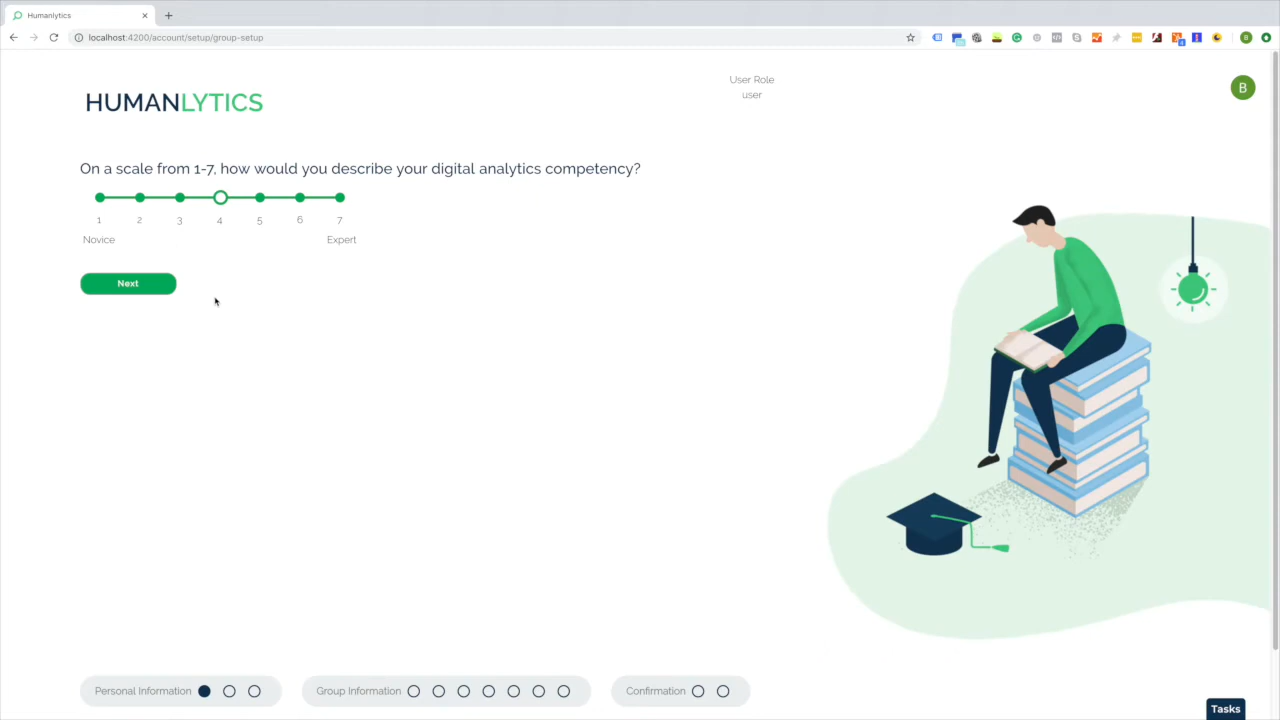 Humanlytics
localhost:4200/account/setup/group-setup
User Role
user
B
HUMANLYTICS
On a scale from 1-7, how would you describe your digital analytics competency?
1 2 3 4 5 6 7
Novice Expert
Next
Personal Information Group Information Confirmation
Tasks